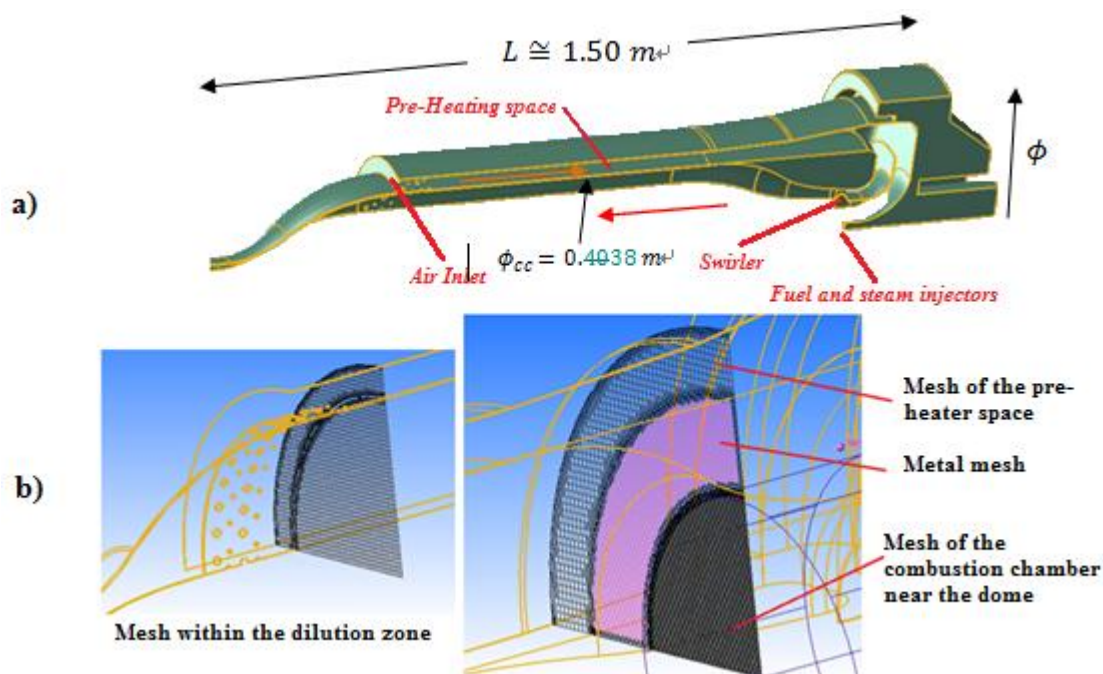 L ≅ 1.50 m↵
Pre-Heating space
ϕ
a)
ϕcc = 0.4038 m↵
Air Inlet
Swirler
Fuel and steam injectors
Mesh of the pre-
heater space
Metal mesh
b)
Mesh of the
combustion chamber
near the dome
Mesh within the dilution zone